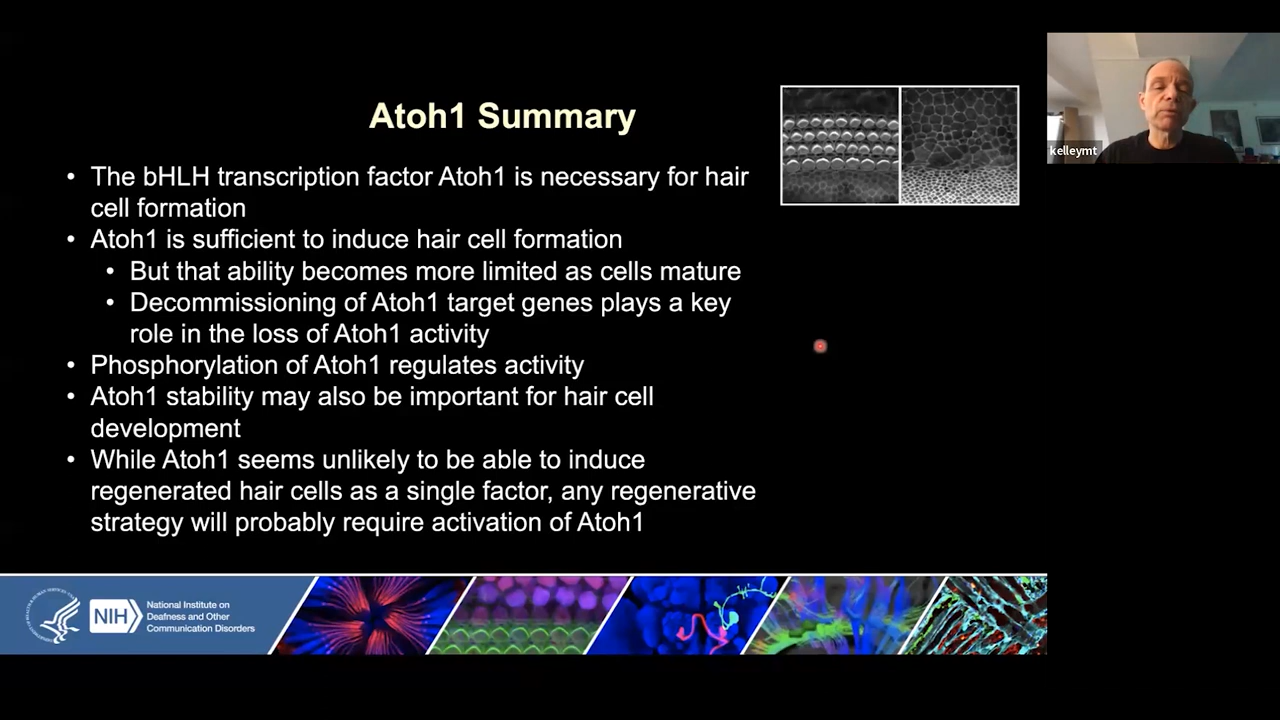 Atoh1 Summary
kelleymt
• The bHLH transcription factor Atoh1 is necessary for hair
cell formation
• Atoh1 is sufficient to induce hair cell formation
• But that ability becomes more limited as cells mature
• Decommissioning of Atoh1 target genes plays a key
role in the loss of Atoh1 activity
• Phosphorylation of Atoh1 regulates activity
• Atoh1 stability may also be important for hair cell
development
• While Atoh1 seems unlikely to be able to induce
regenerated hair cells as a single factor, any regenerative
strategy will probably require activation of Atoh1
NIH
National Institute on
Deafness and Other
Communication Disorders